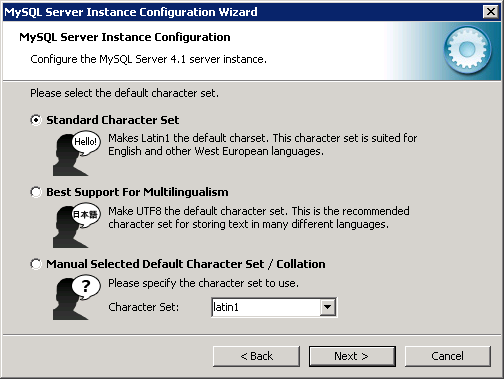 MySQL Server Instance Configuration Wizard
MySQL Server Instance Configuration
Configure the MySQL Server 4.1 server instance.
Please select the default character set.
Standard Character Set
Hello!
Makes Latin1 the default charset. This character set is suited for
English and other West European languages.
Best Support For Multilingualism
日本語
Make UTF8 the default character set. This is the recommended
character set for storing text in many different languages.
Manual Selected Default Character Set / Collation
?
Please specify the character set to use.
Character Set: latin1
< Back Next > Cancel